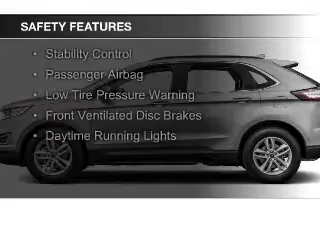 SAFETY FEATURES
• Stability Control
• Passenger Airbag
• Low Tire Pressure Warning
• Front Ventilated Disc Brakes
• Daytime Running Lights